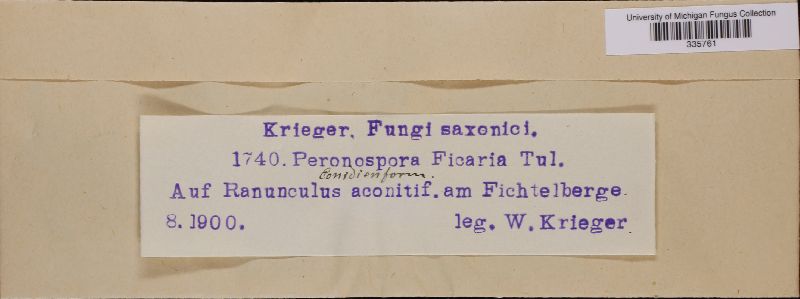 University of Michigan Fungus Collection
335761
Krieger, Fungi saxonici.
1740. Peronospora Ficaria Tul.
Conidienform.
Auf Ranunculus aconitif. am Fichtelberge.
8. 1900. leg. W. Krieger.